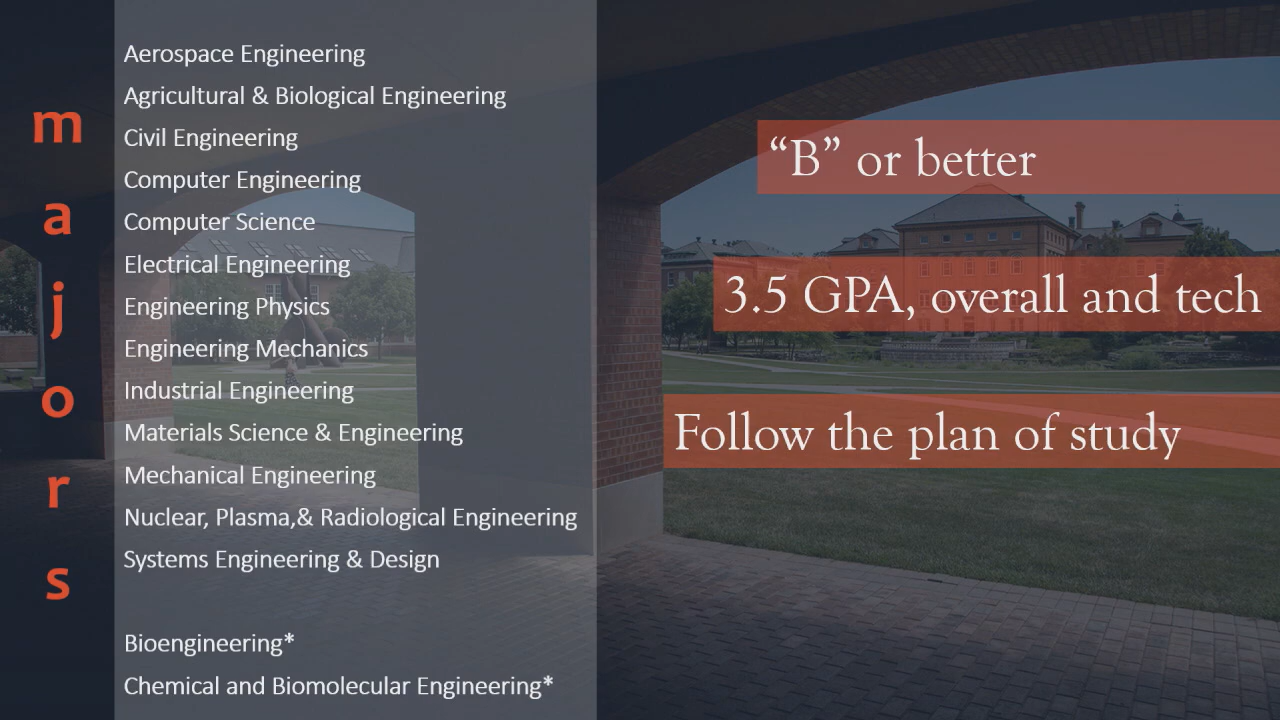 majors
Aerospace Engineering
Agricultural & Biological Engineering
Civil Engineering
Computer Engineering
Computer Science
Electrical Engineering
Engineering Physics
Engineering Mechanics
Industrial Engineering
Materials Science & Engineering
Mechanical Engineering
Nuclear, Plasma,& Radiological Engineering
Systems Engineering & Design
Bioengineering*
Chemical and Biomolecular Engineering*
“B” or better
3.5 GPA, overall and tech
Follow the plan of study